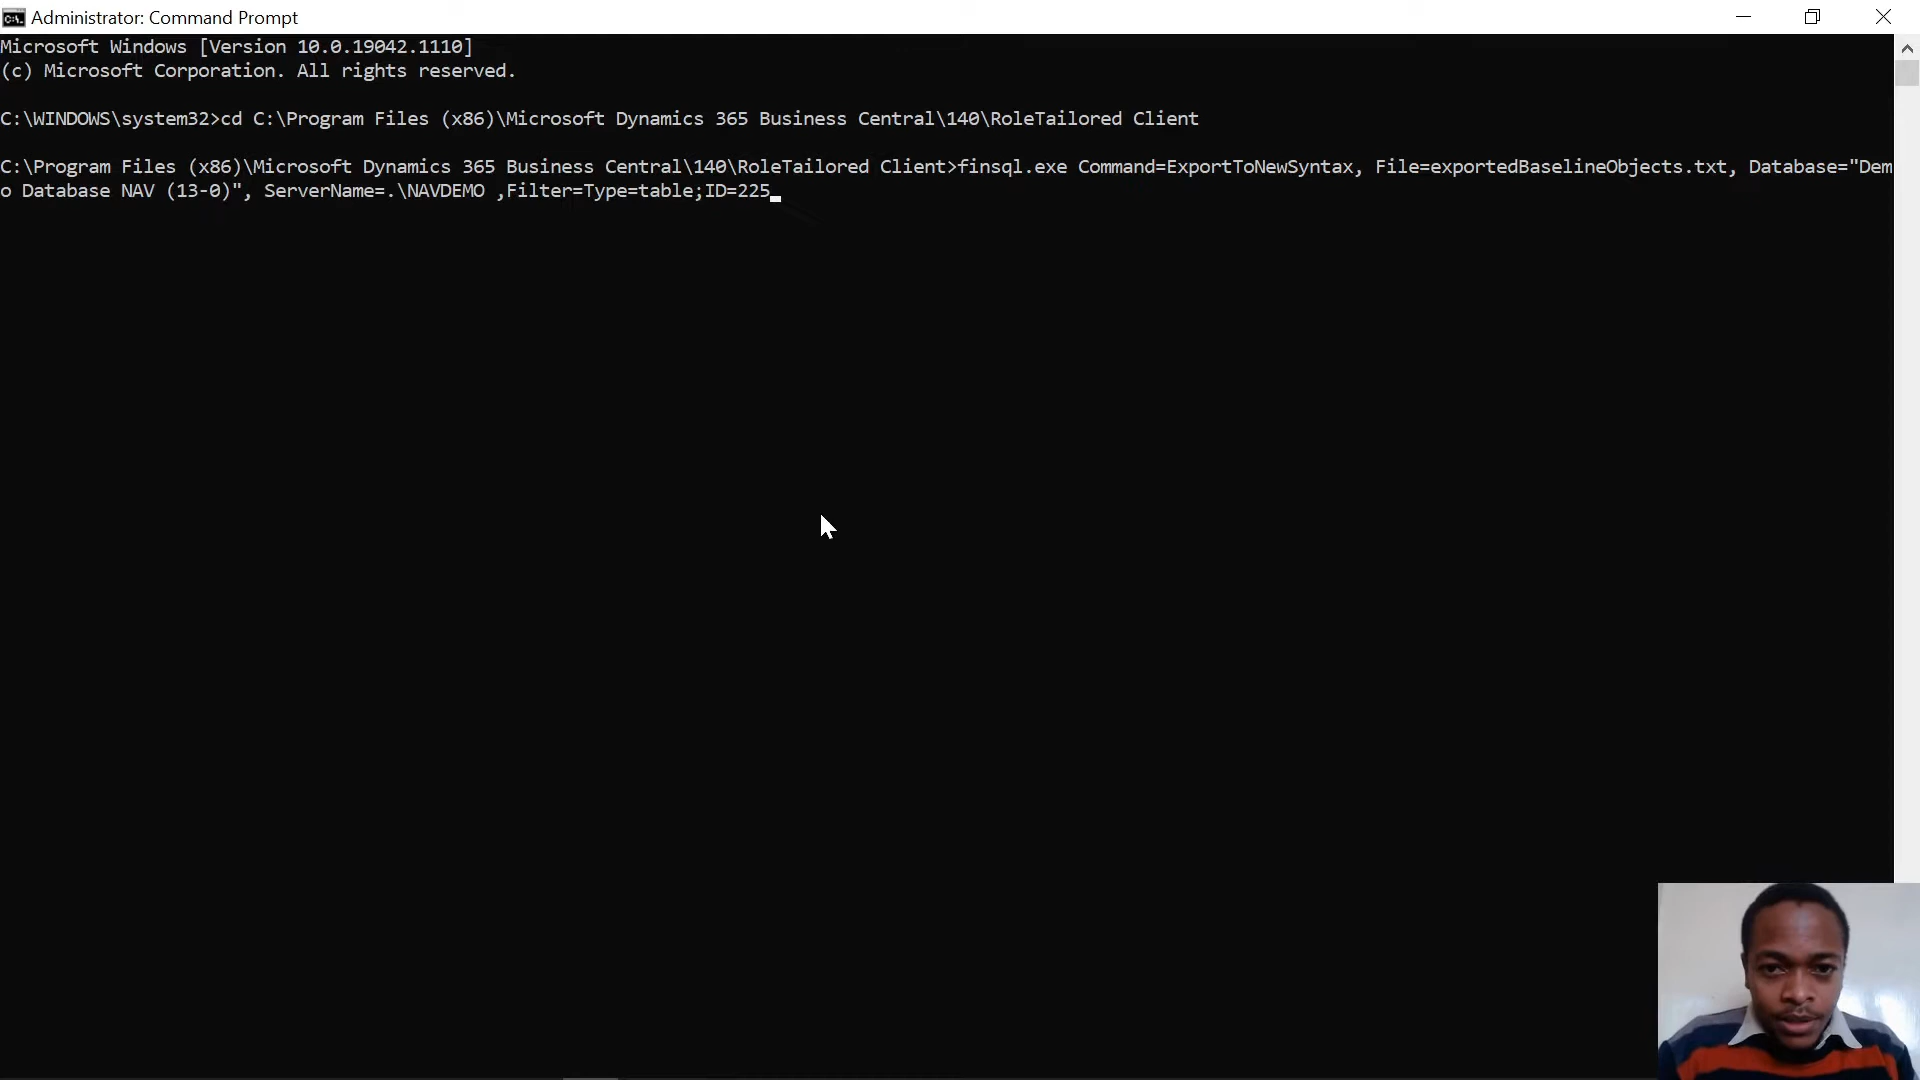 Administrator: Command Prompt
Microsoft Windows [Version 10.0.19042.1110]
(c) Microsoft Corporation. All rights reserved.
C:\WINDOWS\system32>cd C:\Program Files (x86)\Microsoft Dynamics 365 Business Central\140\RoleTailored Client
C:\Program Files (x86)\Microsoft Dynamics 365 Business Central\140\RoleTailored Client>finsql.exe Command=ExportToNewSyntax, File=exportedBaselineObjects.txt, Database="Dem
o Database NAV (13-0)", ServerName=.\NAVDEMO ,Filter=Type=table;ID=225